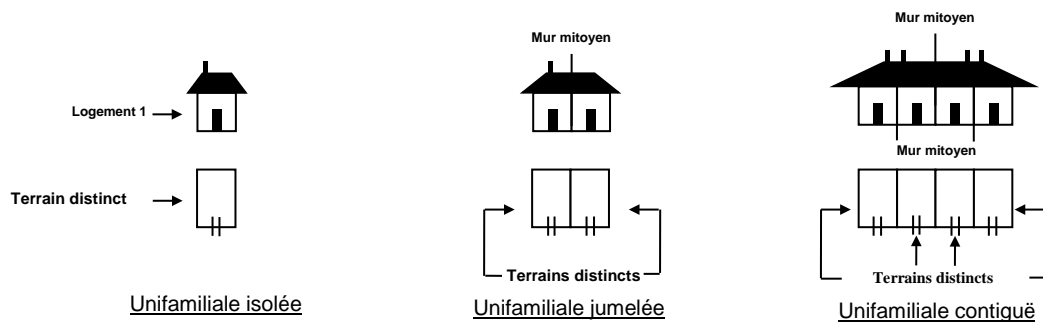 Logement 1
Terrain distinct
Unifamiliale isolée
Mur mitoyen
Terrains distincts
Unifamiliale jumelée
Mur mitoyen
Mur mitoyen
Terrains distincts
Unifamiliale contiguë